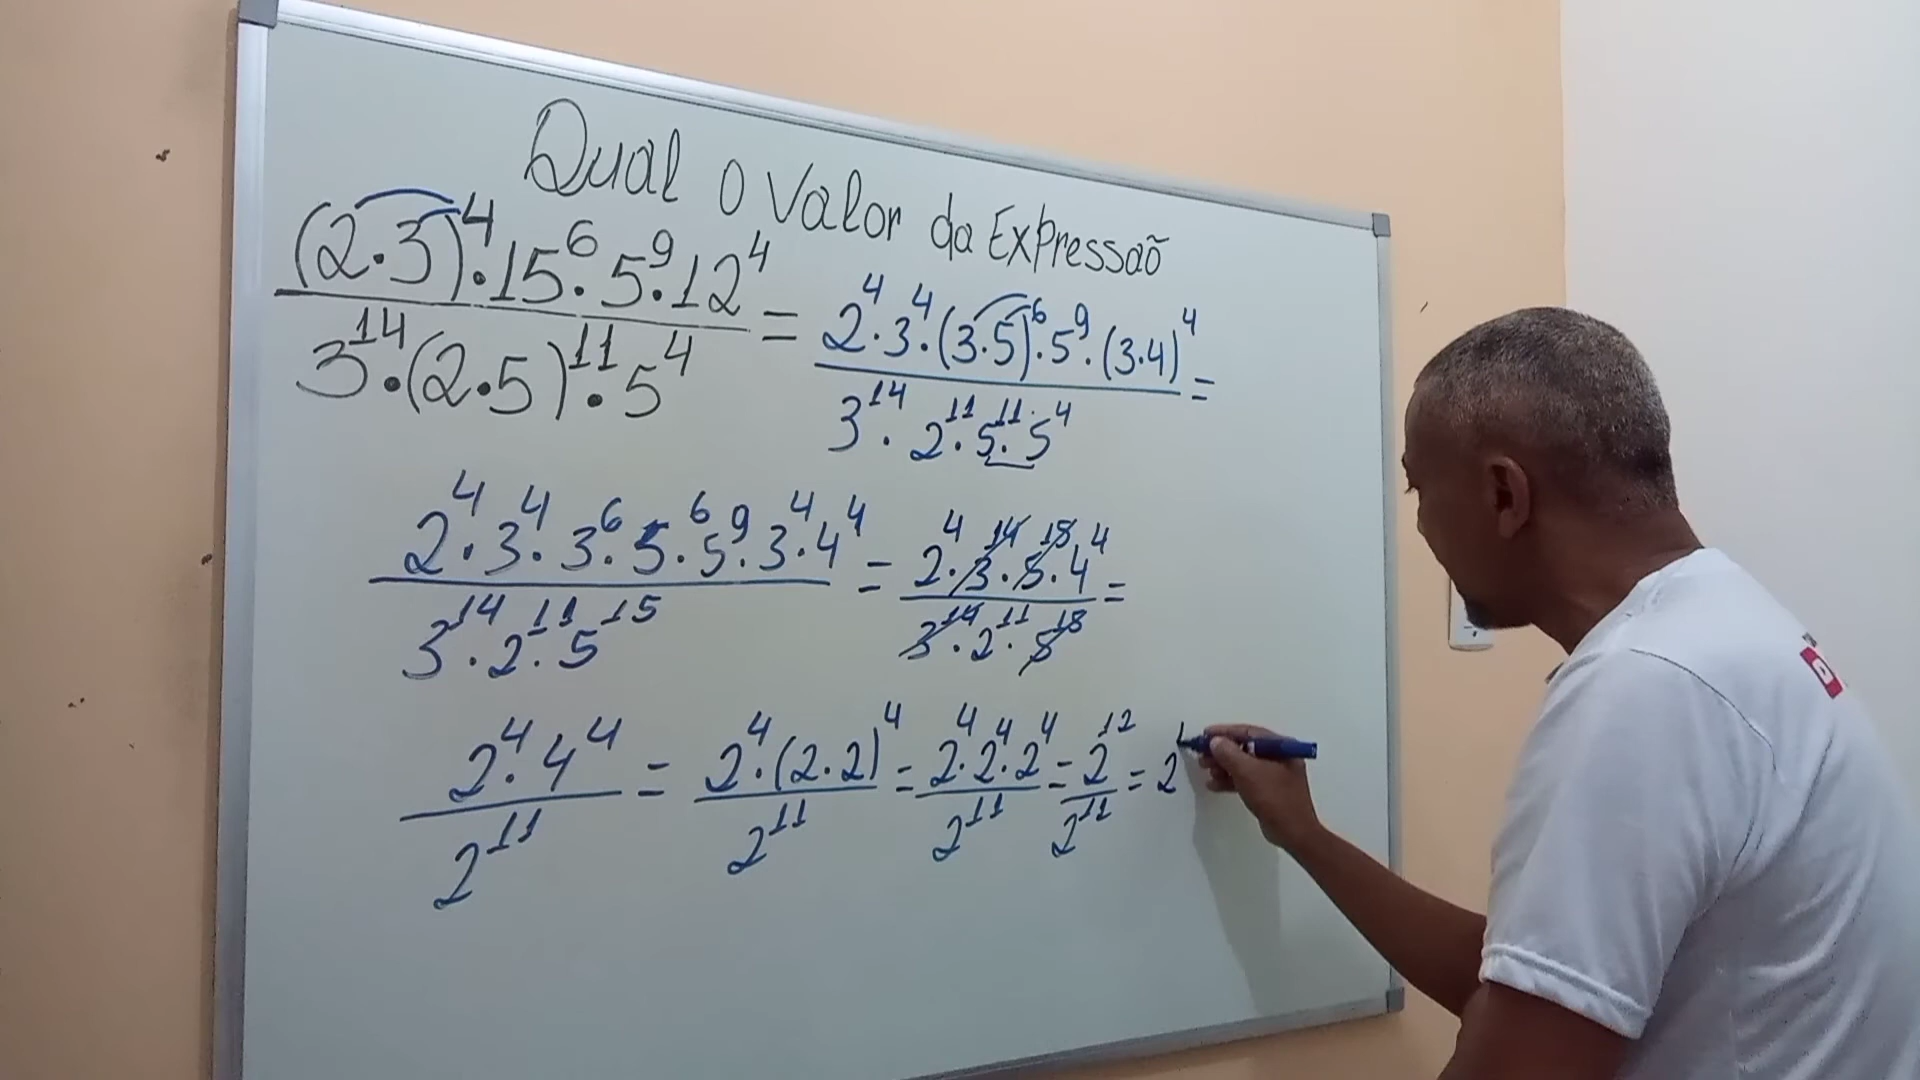 Qual o Valor da Expressão
(2·3)⁴·15⁶·5⁹·12⁴ / 3¹⁴·(2·5)¹¹·5⁴ = 2⁴·3⁴·(3·5)⁶·5⁹·(3·4)⁴ / 3¹⁴·2¹¹·5¹¹·5⁴ =
2⁴·3⁴·3⁶·5⁶·5⁹·3⁴·4⁴ / 3¹⁴·2¹¹·5¹⁵ = 2⁴·3¹⁴·5¹⁵·4⁴ / 3¹⁴·2¹¹·5¹⁵ =
2⁴·4⁴ / 2¹¹ = 2⁴·(2·2)⁴ / 2¹¹ = 2⁴·2⁴·2⁴ / 2¹¹ = 2¹² / 2¹¹ = 2¹